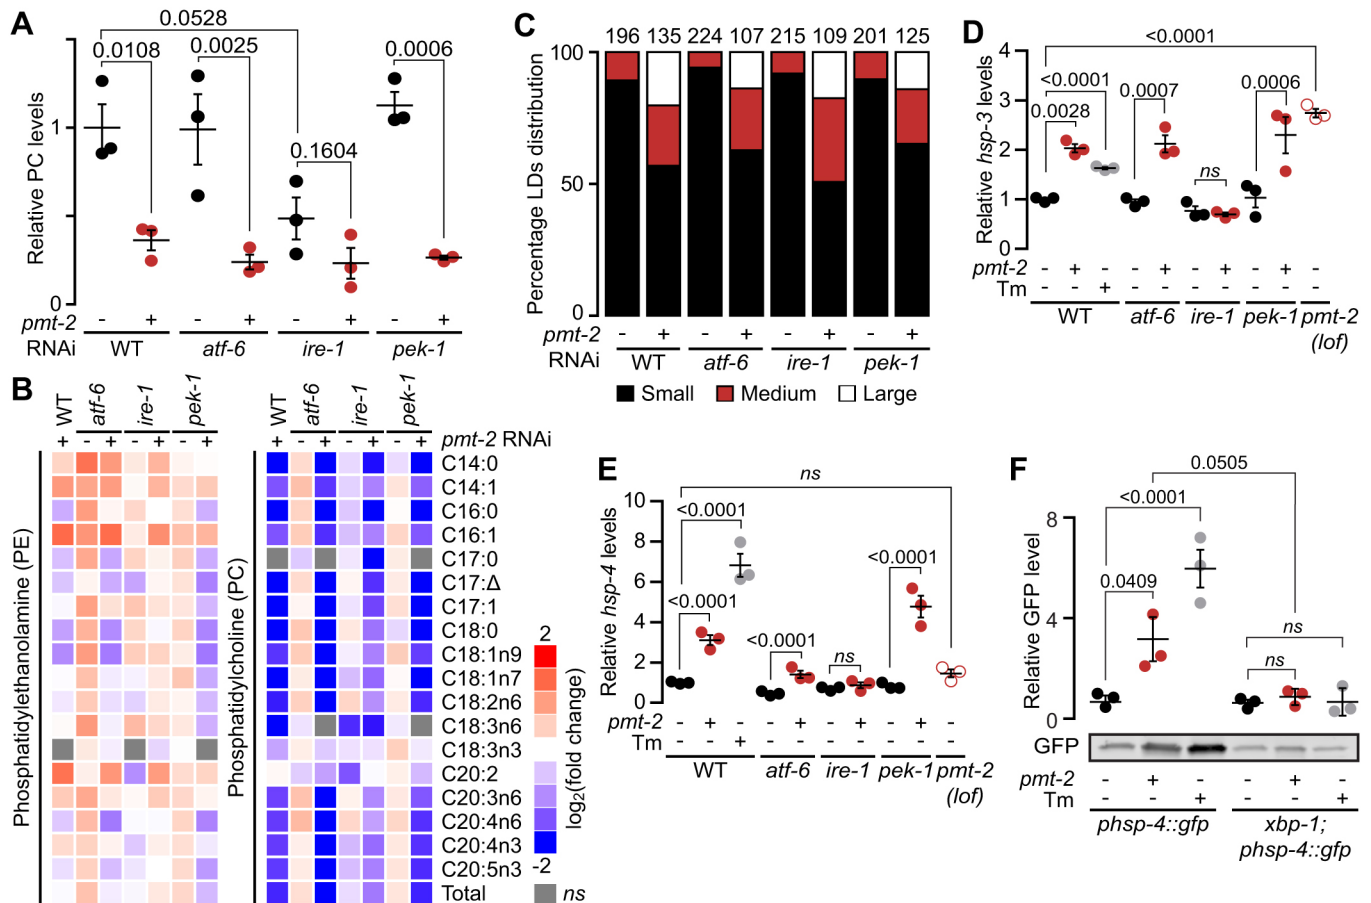 A
0.0528
0.0108
0.0025
0.0006
0.1604
Relative PC levels
1
0
pmt-2 - + - + - + - +
RNAi WT atf-6 ire-1 pek-1
C
196 135 224 107 215 109 201 125
Percentage LDs distribution
100
50
0
pmt-2 - + - + - + - +
RNAi WT atf-6 ire-1 pek-1
Small Medium Large
D
<0.0001
<0.0001
0.0028
0.0007
ns
0.0006
Relative hsp-3 levels
4
3
2
1
0
pmt-2 - + - - + - + - + -
Tm - - + - - - - - - -
WT atf-6 ire-1 pek-1 pmt-2
(lof)
B
WT atf-6 ire-1 pek-1 WT atf-6 ire-1 pek-1
+ - + - + - + + - + - + - + pmt-2 RNAi
Phosphatidylethanolamine (PE)
Phosphatidylcholine (PC)
C14:0
C14:1
C16:0
C16:1
C17:0
C17:Δ
C17:1
C18:0
C18:1n9
C18:1n7
C18:2n6
C18:3n6
C18:3n3
C20:2
C20:3n6
C20:4n6
C20:4n3
C20:5n3
Total
2
log2(fold change)
-2
ns
E
ns
<0.0001
<0.0001
<0.0001
ns
<0.0001
Relative hsp-4 levels
10
8
6
4
2
0
pmt-2 - + - - + - + - + -
Tm - - + - - - - - - -
WT atf-6 ire-1 pek-1 pmt-2
(lof)
F
0.0505
<0.0001
0.0409
ns
ns
Relative GFP level
8
4
0
GFP
pmt-2 - + - - + -
Tm - - + - - +
phsp-4::gfp xbp-1;
phsp-4::gfp